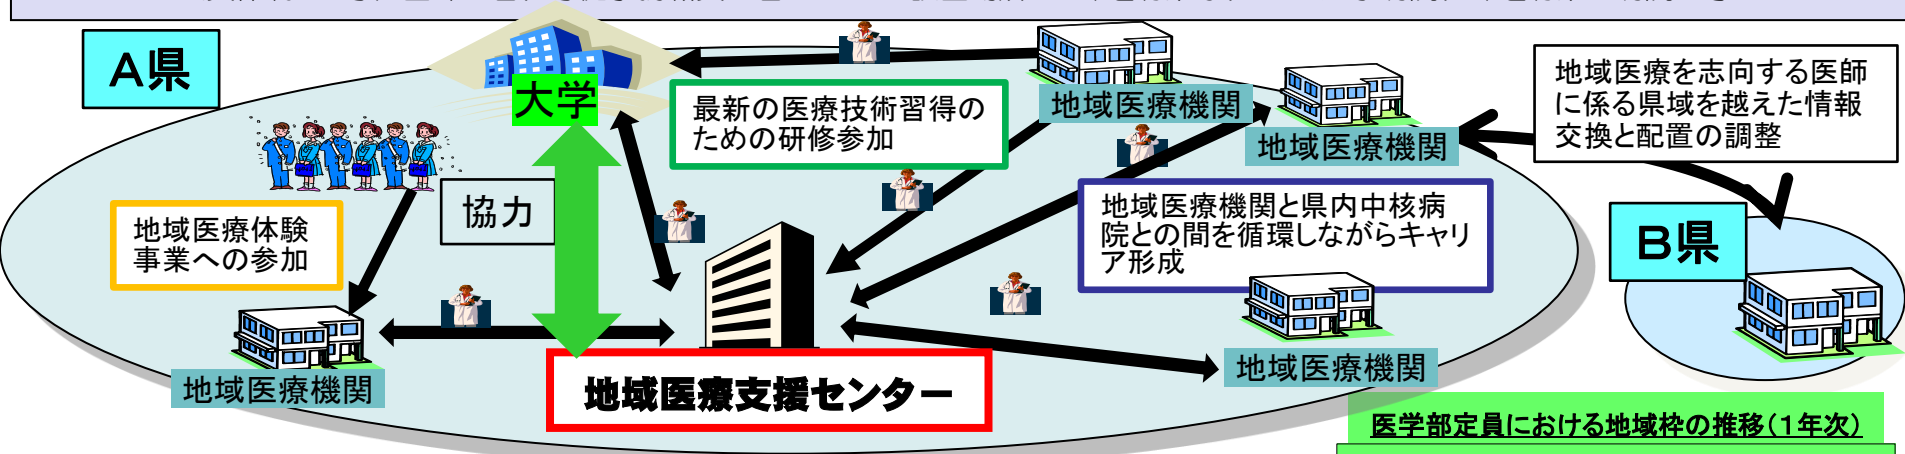 A県
大学
最新の医療技術習得の
ための研修参加
地域医療機関
地域医療機関
地域医療を志向する医師
に係る県域を越えた情報
交換と配置の調整
協力
地域医療体験
事業への参加
地域医療機関と県内中核病
院との間を循環しながらキャリ
ア形成
B県
地域医療機関
地域医療機関
地域医療支援センター
医学部定員における地域枠の推移(1年次)